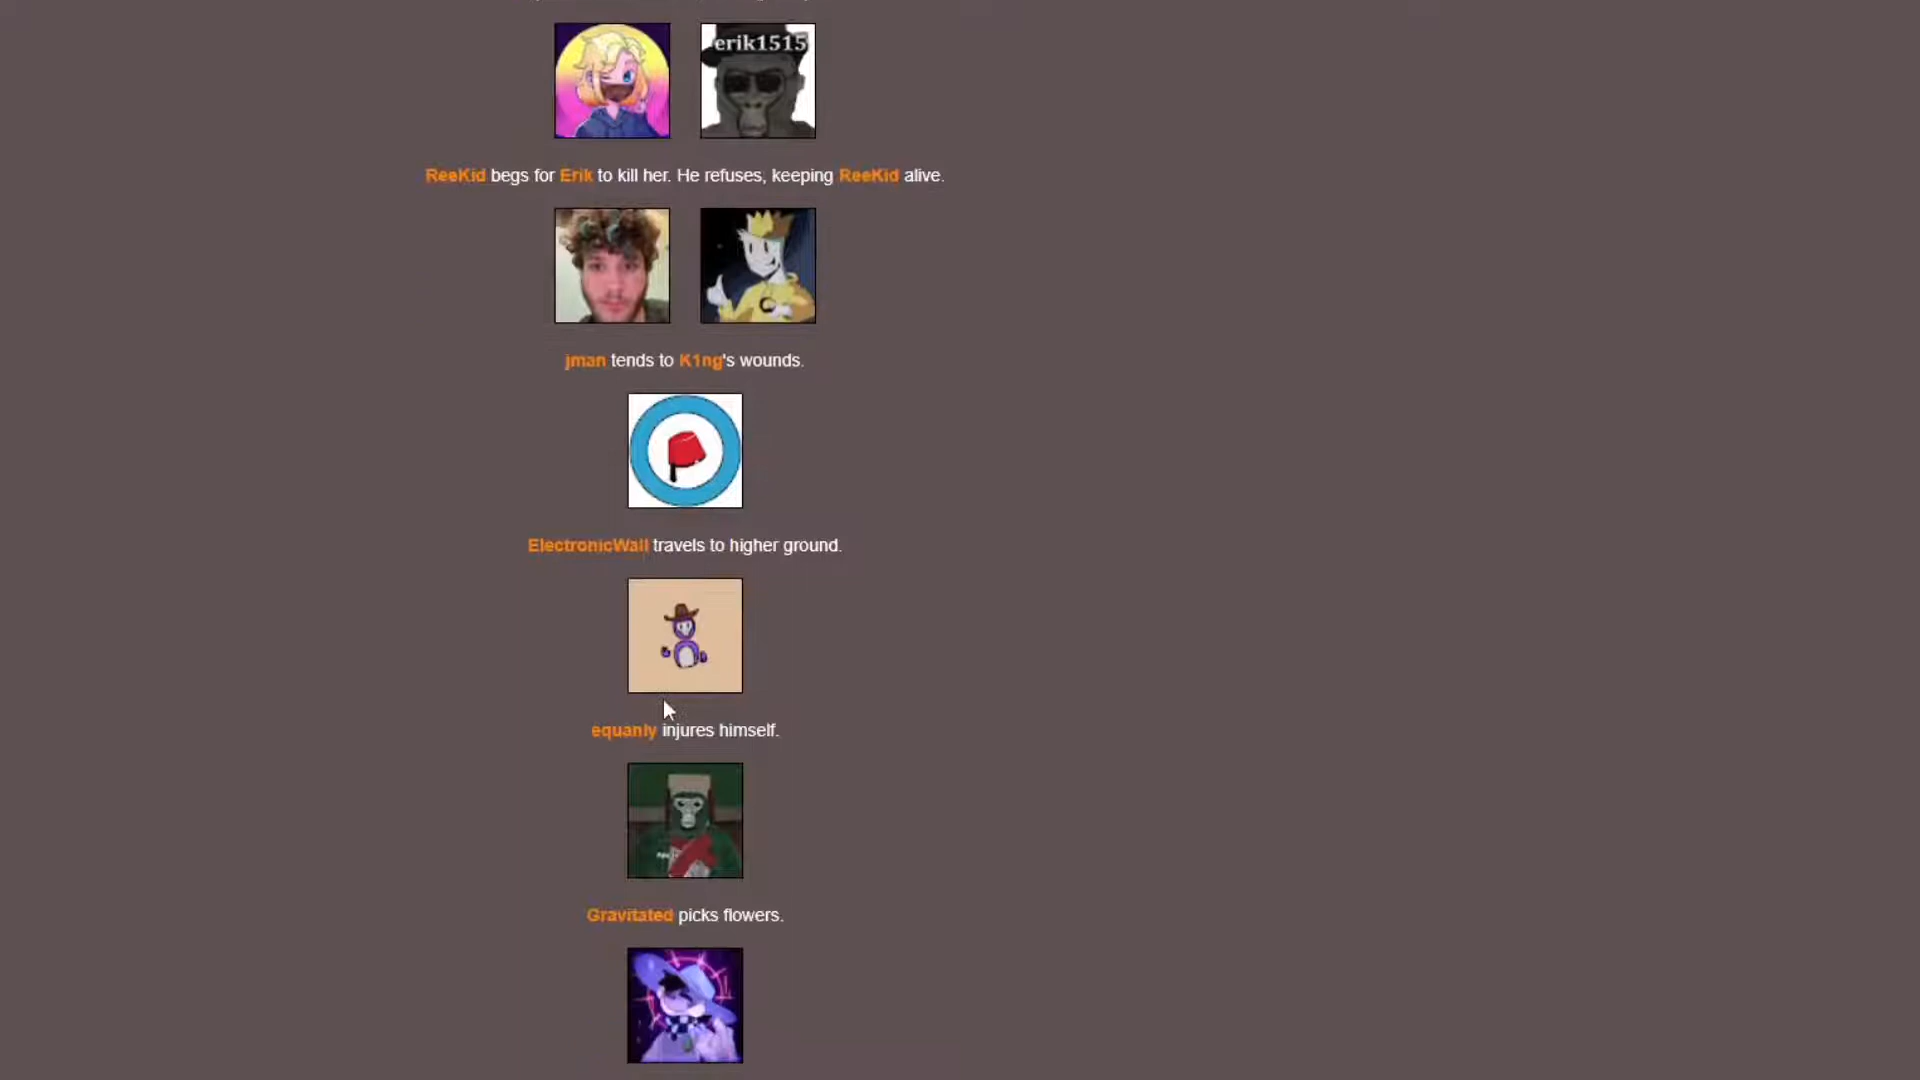 erik1515
ReeKid begs for Erik to kill her. He refuses, keeping ReeKid alive.
jman tends to K1ng's wounds.
ElectronicWall travels to higher ground.
equanly injures himself.
Gravitated picks flowers.